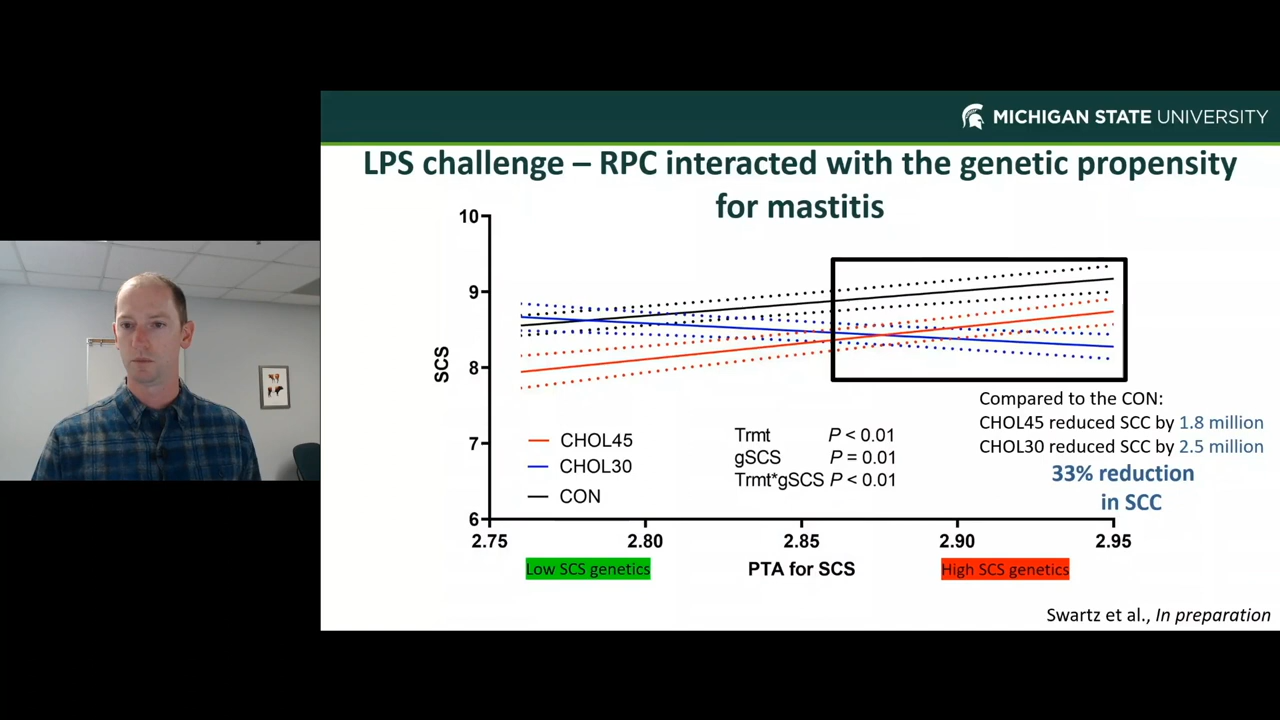 MICHIGAN STATE UNIVERSITY
LPS challenge – RPC interacted with the genetic propensity
for mastitis
10
9
8
7
6
SCS
CHOL45
CHOL30
CON
Trmt P < 0.01
gSCS P = 0.01
Trmt*gSCS P < 0.01
Compared to the CON:
CHOL45 reduced SCC by 1.8 million
CHOL30 reduced SCC by 2.5 million
33% reduction
in SCC
2.75 2.80 2.85 2.90 2.95
Low SCS genetics
PTA for SCS
High SCS genetics
Swartz et al., In preparation